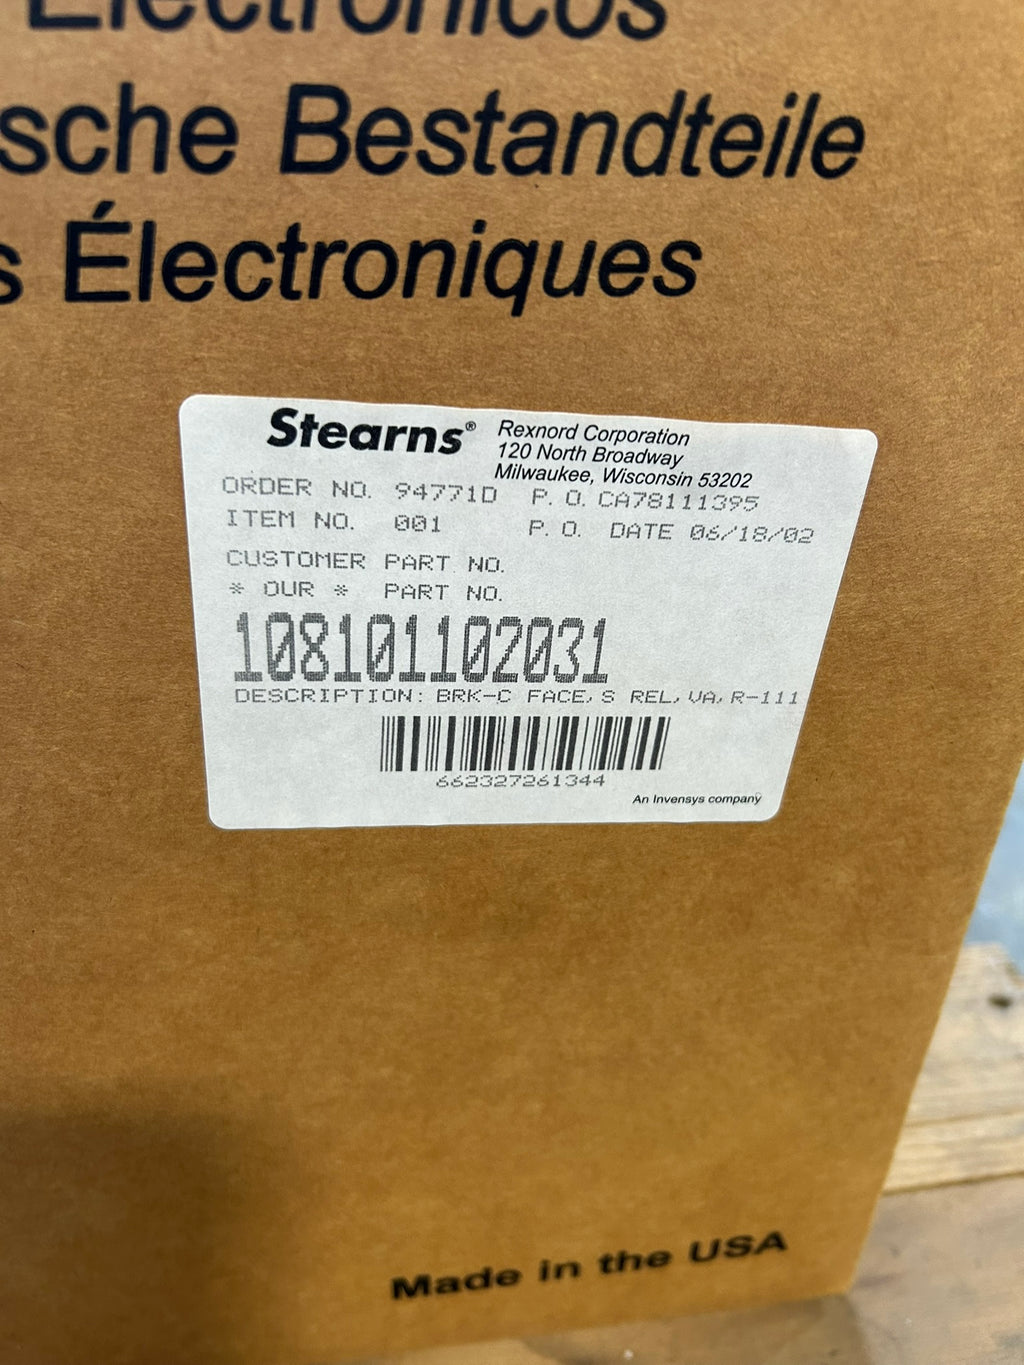 Electrónicos
sche Bestandteile
s Électroniques
Stearns®
Rexnord Corporation
120 North Broadway
Milwaukee, Wisconsin 53202
ORDER NO. 94771D P. O. CA78111395
ITEM NO. 001 P. O. DATE 06/18/02
CUSTOMER PART NO.
* OUR * PART NO.
108101102031
DESCRIPTION: BRK-C FACE, S REL, VA, R-111
662327261344
An Invensys company
Made in the USA